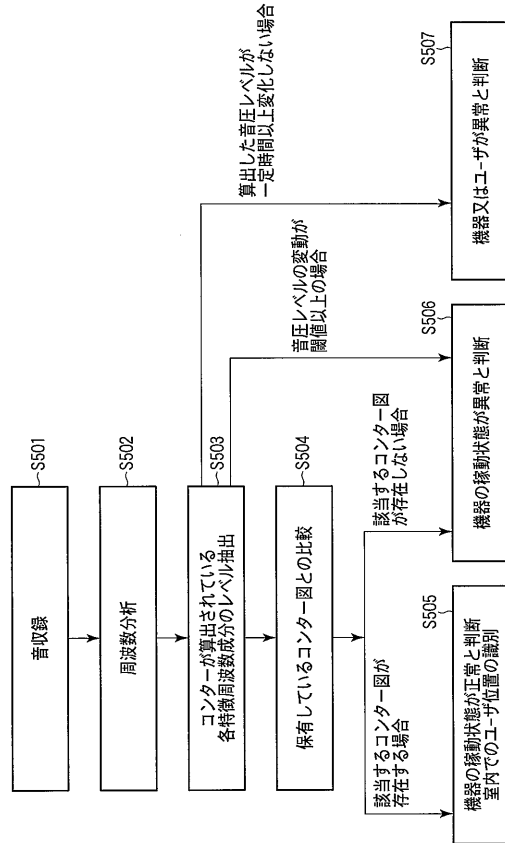 音収録
S501
周波数分析
S502
コンターが算出されている
各特徴周波数成分のレベル抽出
S503
保有しているコンター図との比較
S504
算出した音圧レベルが
一定時間以上変化しない場合
音圧レベルの変動が
閾値以上の場合
該当するコンター図が
存在する場合
該当するコンター図
が存在しない場合
S505
機器の稼動状態が正常と判断
室内でのユーザ位置の識別
S506
機器の稼動状態が異常と判断
S507
機器又はユーザが異常と判断